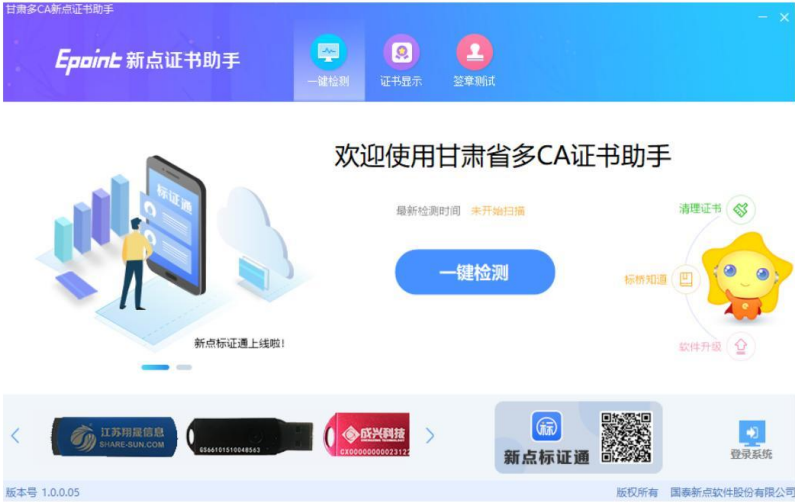 甘肃多CA新点证书助手
Epoint 新点证书助手
一键检测
证书显示
签章测试
欢迎使用甘肃省多CA证书助手
最新检测时间 未开始扫描
清理证书
一键检测
标证通
标桥知道
新点标证通上线啦!
软件升级
江苏翔晟信息
SHARE-SUN.COM
GS66101510048563
成兴科技
CX00000000023122
标
新点标证通
登录系统
版本号 1.0.0.05
版权所有 国泰新点软件股份有限公司